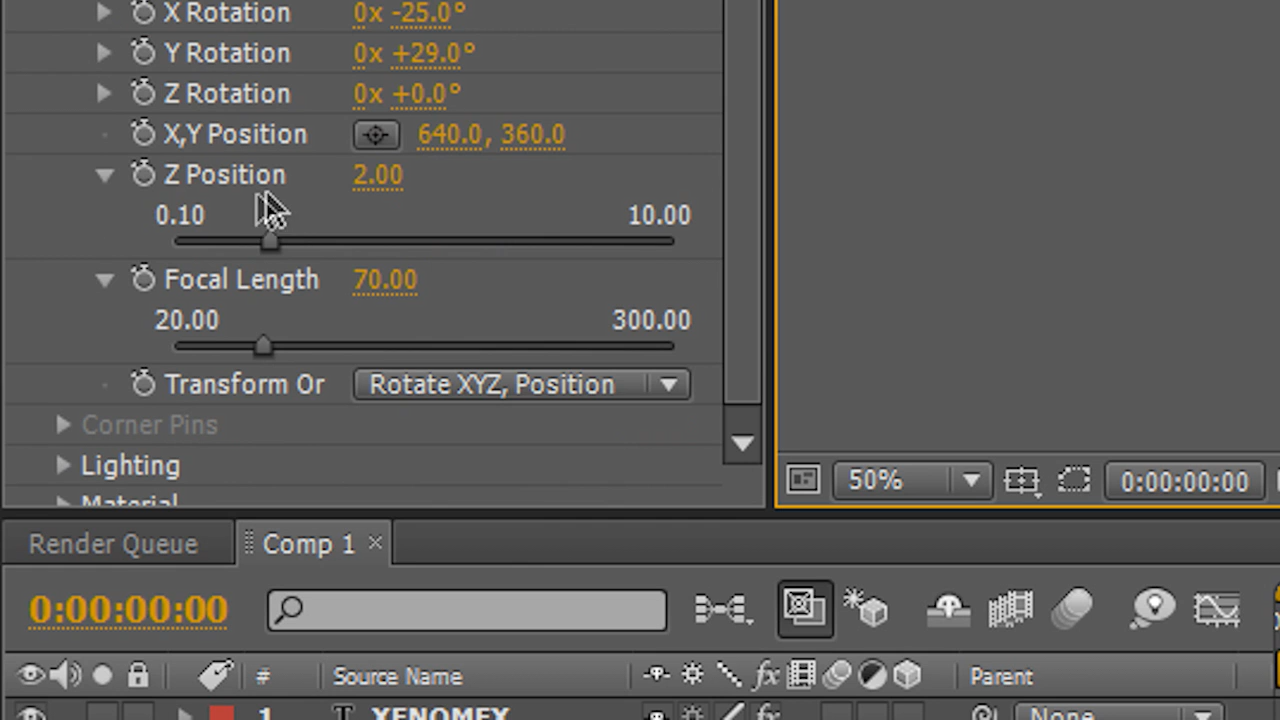 X Rotation 0x -25.0°
Y Rotation 0x +29.0°
Z Rotation 0x +0.0°
X,Y Position 640.0, 360.0
Z Position 2.00
0.10 10.00
Focal Length 70.00
20.00 300.00
Transform Or Rotate XYZ, Position
Corner Pins
Lighting
Material
50% 0:00:00:00
Render Queue Comp 1 ×
0:00:00:00
# Source Name fx Parent
1 T XENOMEX fx None